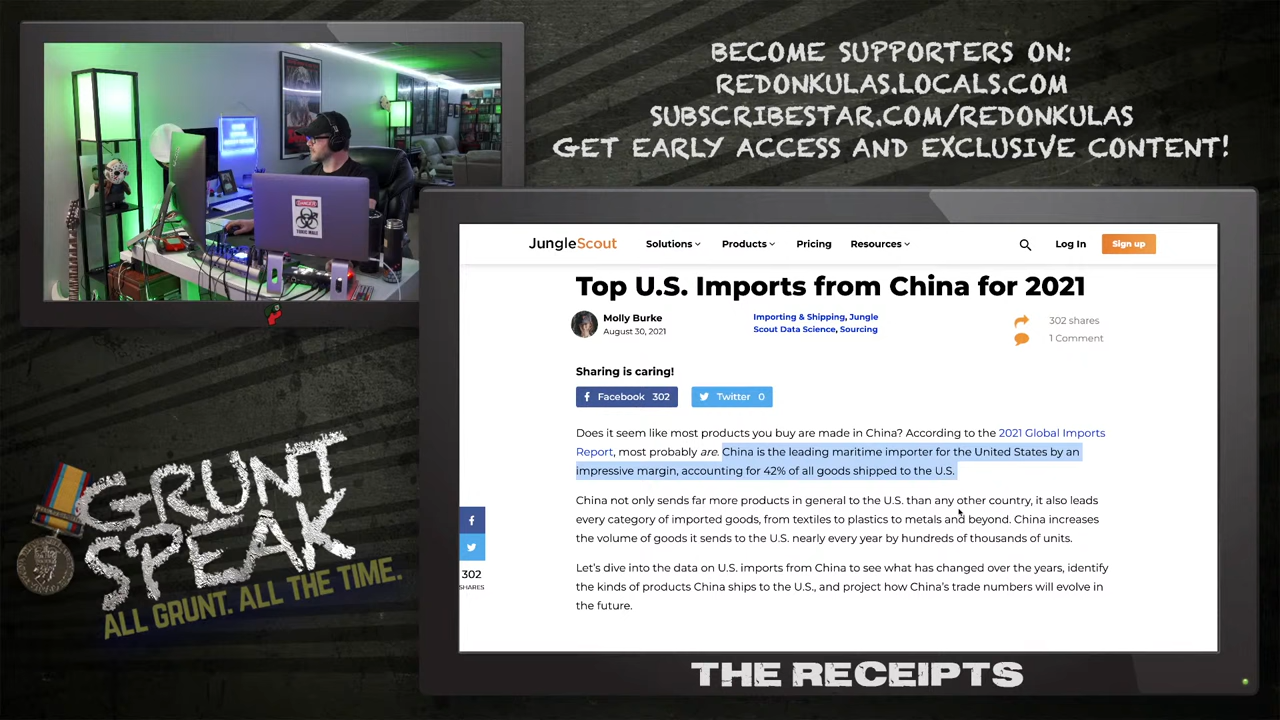 BECOME SUPPORTERS ON:
REDONKULAS.LOCALS.COM
SUBSCRIBESTAR.COM/REDONKULAS
GET EARLY ACCESS AND EXCLUSIVE CONTENT!
DANGER
TOXIC MALE
JungleScout
Solutions
Products
Pricing
Resources
Log In
Sign up
Top U.S. Imports from China for 2021
Molly Burke
August 30, 2021
Importing & Shipping, Jungle
Scout Data Science, Sourcing
302 shares
1 Comment
Sharing is caring!
Facebook 302
Twitter 0
Does it seem like most products you buy are made in China? According to the 2021 Global Imports
Report, most probably are. China is the leading maritime importer for the United States by an
impressive margin, accounting for 42% of all goods shipped to the U.S.
China not only sends far more products in general to the U.S. than any other country, it also leads
every category of imported goods, from textiles to plastics to metals and beyond. China increases
the volume of goods it sends to the U.S. nearly every year by hundreds of thousands of units.
Let's dive into the data on U.S. imports from China to see what has changed over the years, identify
the kinds of products China ships to the U.S., and project how China's trade numbers will evolve in
the future.
302
SHARES
GRUNT
SPEAK
ALL GRUNT. ALL THE TIME.
THE RECEIPTS